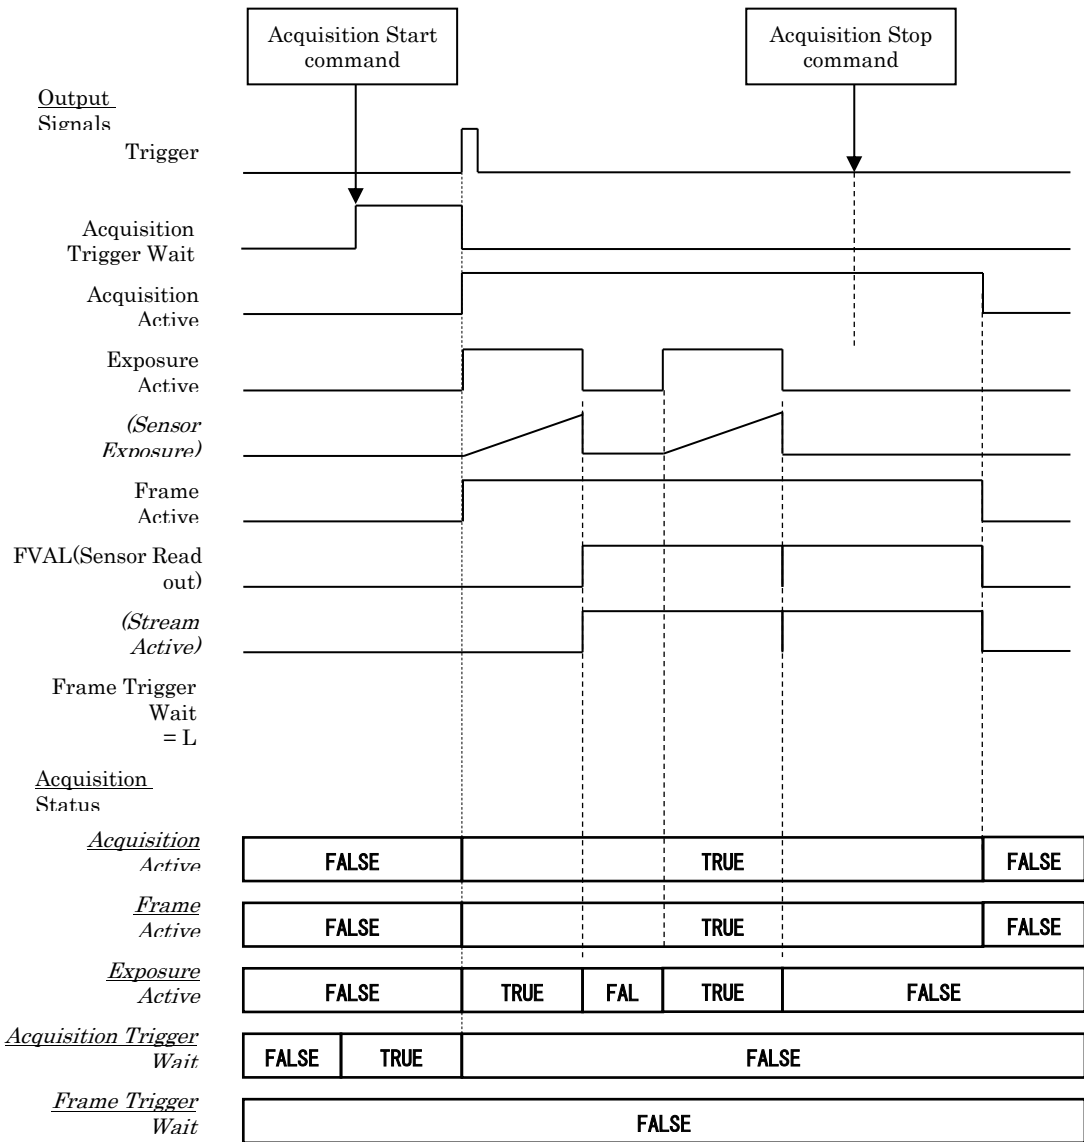 Acquisition Start
command
Acquisition Stop
command
Output
Signals
Trigger
Acquisition
Trigger Wait
Acquisition
Active
Exposure
Active
(Sensor
Exposure)
Frame
Active
FVAL(Sensor Read
out)
(Stream
Active)
Frame Trigger
Wait
= L
Acquisition
Status
Acquisition
Active
FALSE TRUE FALSE
Frame
Active
FALSE TRUE FALSE
Exposure
Active
FALSE TRUE FAL TRUE FALSE
Acquisition Trigger
Wait
FALSE TRUE FALSE
Frame Trigger
Wait
FALSE